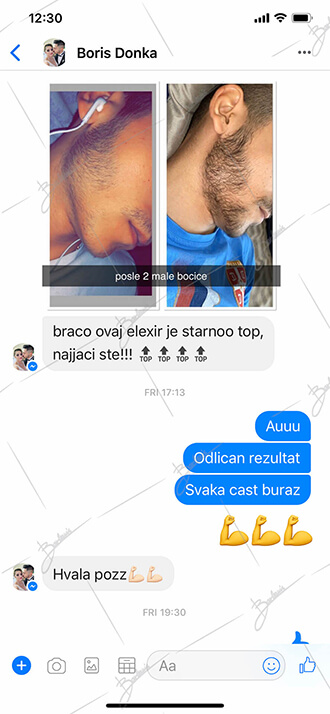 12:30
Boris Donka
posle 2 male bocice
braco ovaj elexir je starnoo top,
najjaci ste!!! 🔝🔝🔝🔝
FRI 17:13
Auuu
Odlican rezultat
Svaka cast buraz
💪💪💪
Hvala pozz💪🏻💪🏻
FRI 19:30
Aa